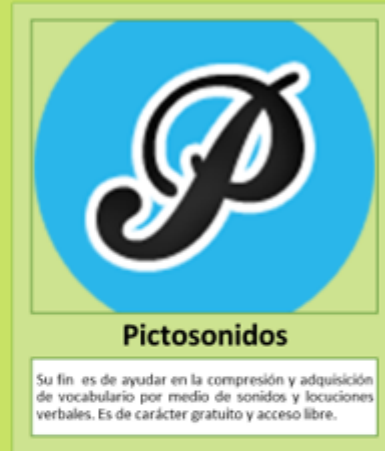 P
Pictosonidos
Su fin es de ayudar en la compresión y adquisición
de vocabulario por medio de sonidos y locuciones
verbales. Es de carácter gratuito y acceso libre.